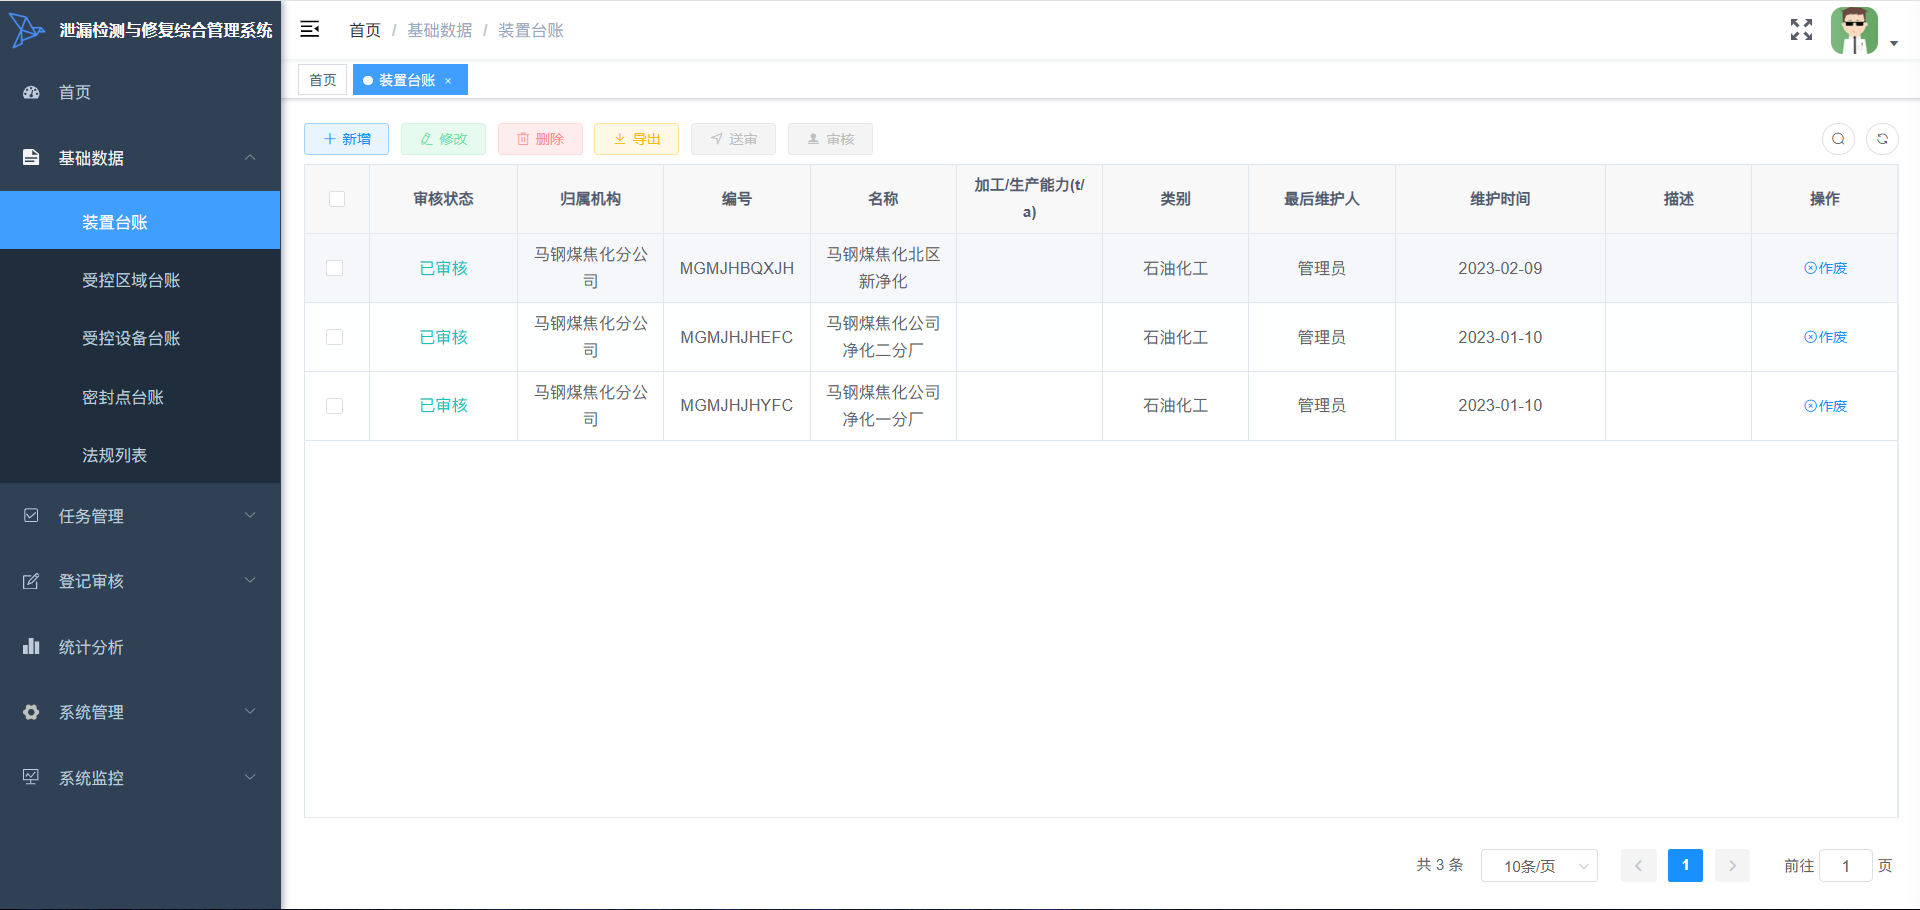 泄漏检测与修复综合管理系统
首页 / 基础数据 / 装置台账
首页
装置台账 ×
首页
基础数据
装置台账
受控区域台账
受控设备台账
密封点台账
法规列表
任务管理
登记审核
统计分析
系统管理
系统监控
新增 修改 删除 导出 送审 审核
审核状态 归属机构 编号 名称 加工/生产能力(t/a) 类别 最后维护人 维护时间 描述 操作
已审核 马钢煤焦化分公司 MGMJHBQXJH 马钢煤焦化北区新净化 石油化工 管理员 2023-02-09 作废
已审核 马钢煤焦化分公司 MGMJHJHEFC 马钢煤焦化公司净化二分厂 石油化工 管理员 2023-01-10 作废
已审核 马钢煤焦化分公司 MGMJHJHYFC 马钢煤焦化公司净化一分厂 石油化工 管理员 2023-01-10 作废
共 3 条 10条/页 1 前往 1 页